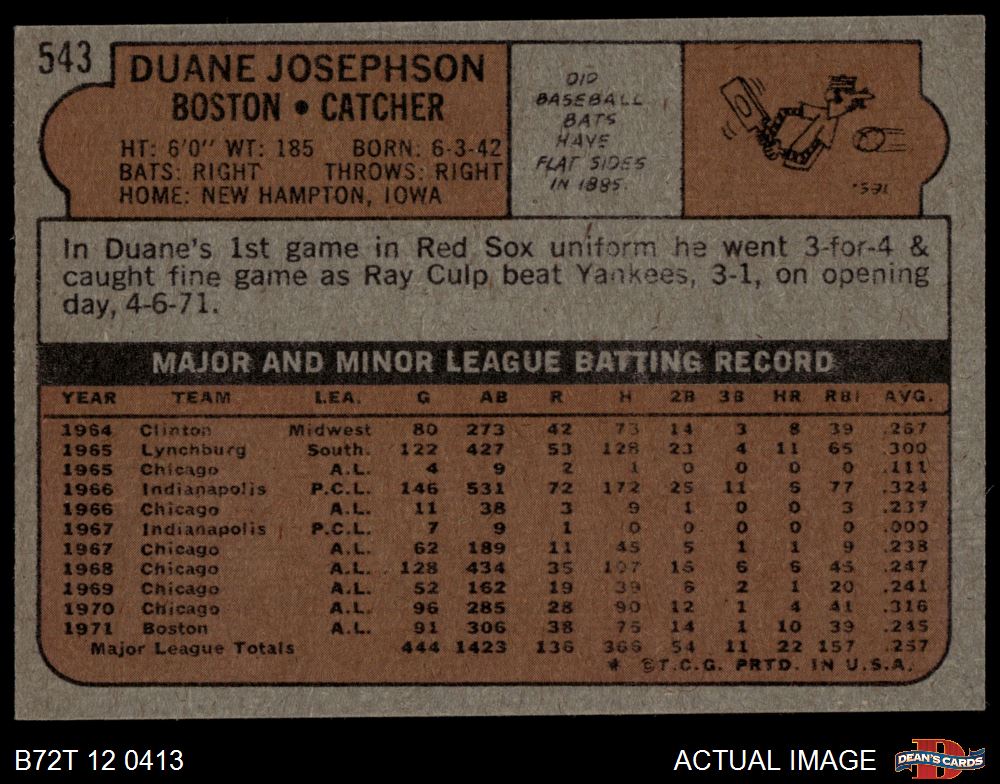 543
DUANE JOSEPHSON
BOSTON • CATCHER
HT: 6'0" WT: 185 BORN: 6-3-42
BATS: RIGHT THROWS: RIGHT
HOME: NEW HAMPTON, IOWA
DID
BASEBALL
BATS
HAVE
FLAT SIDES
IN 1885.
In Duane's 1st game in Red Sox uniform he went 3-for-4 &
caught fine game as Ray Culp beat Yankees, 3-1, on opening
day, 4-6-71.
MAJOR AND MINOR LEAGUE BATTING RECORD
YEAR TEAM LEA. G AB R H 2B 3B HR RBI AVG.
1964 Clinton Midwest 80 273 42 73 14 3 8 39 .267
1965 Lynchburg South. 122 427 53 128 23 4 11 65 .300
1965 Chicago A.L. 4 9 2 1 0 0 0 0 .111
1966 Indianapolis P.C.L. 146 531 72 172 25 11 77 .324
1966 Chicago A.L. 11 38 3 9 1 0 0 3 .237
1967 Indianapolis P.C.L. 7 9 1 0 0 0 0 0 .000
1967 Chicago A.L. 62 189 11 45 5 1 1 9 .238
1968 Chicago A.L. 128 434 35 107 16 6 6 45 .247
1969 Chicago A.L. 52 162 19 39 6 2 1 20 .241
1970 Chicago A.L. 96 285 28 90 12 1 4 41 .316
1971 Boston A.L. 91 306 38 75 14 1 10 39 .245
Major League Totals 444 1423 136 366 54 11 22 157 .257
* ©T.C.G. PRTD. IN U.S.A.
B72T 12 0413
ACTUAL IMAGE
D
DEAN'S CARDS